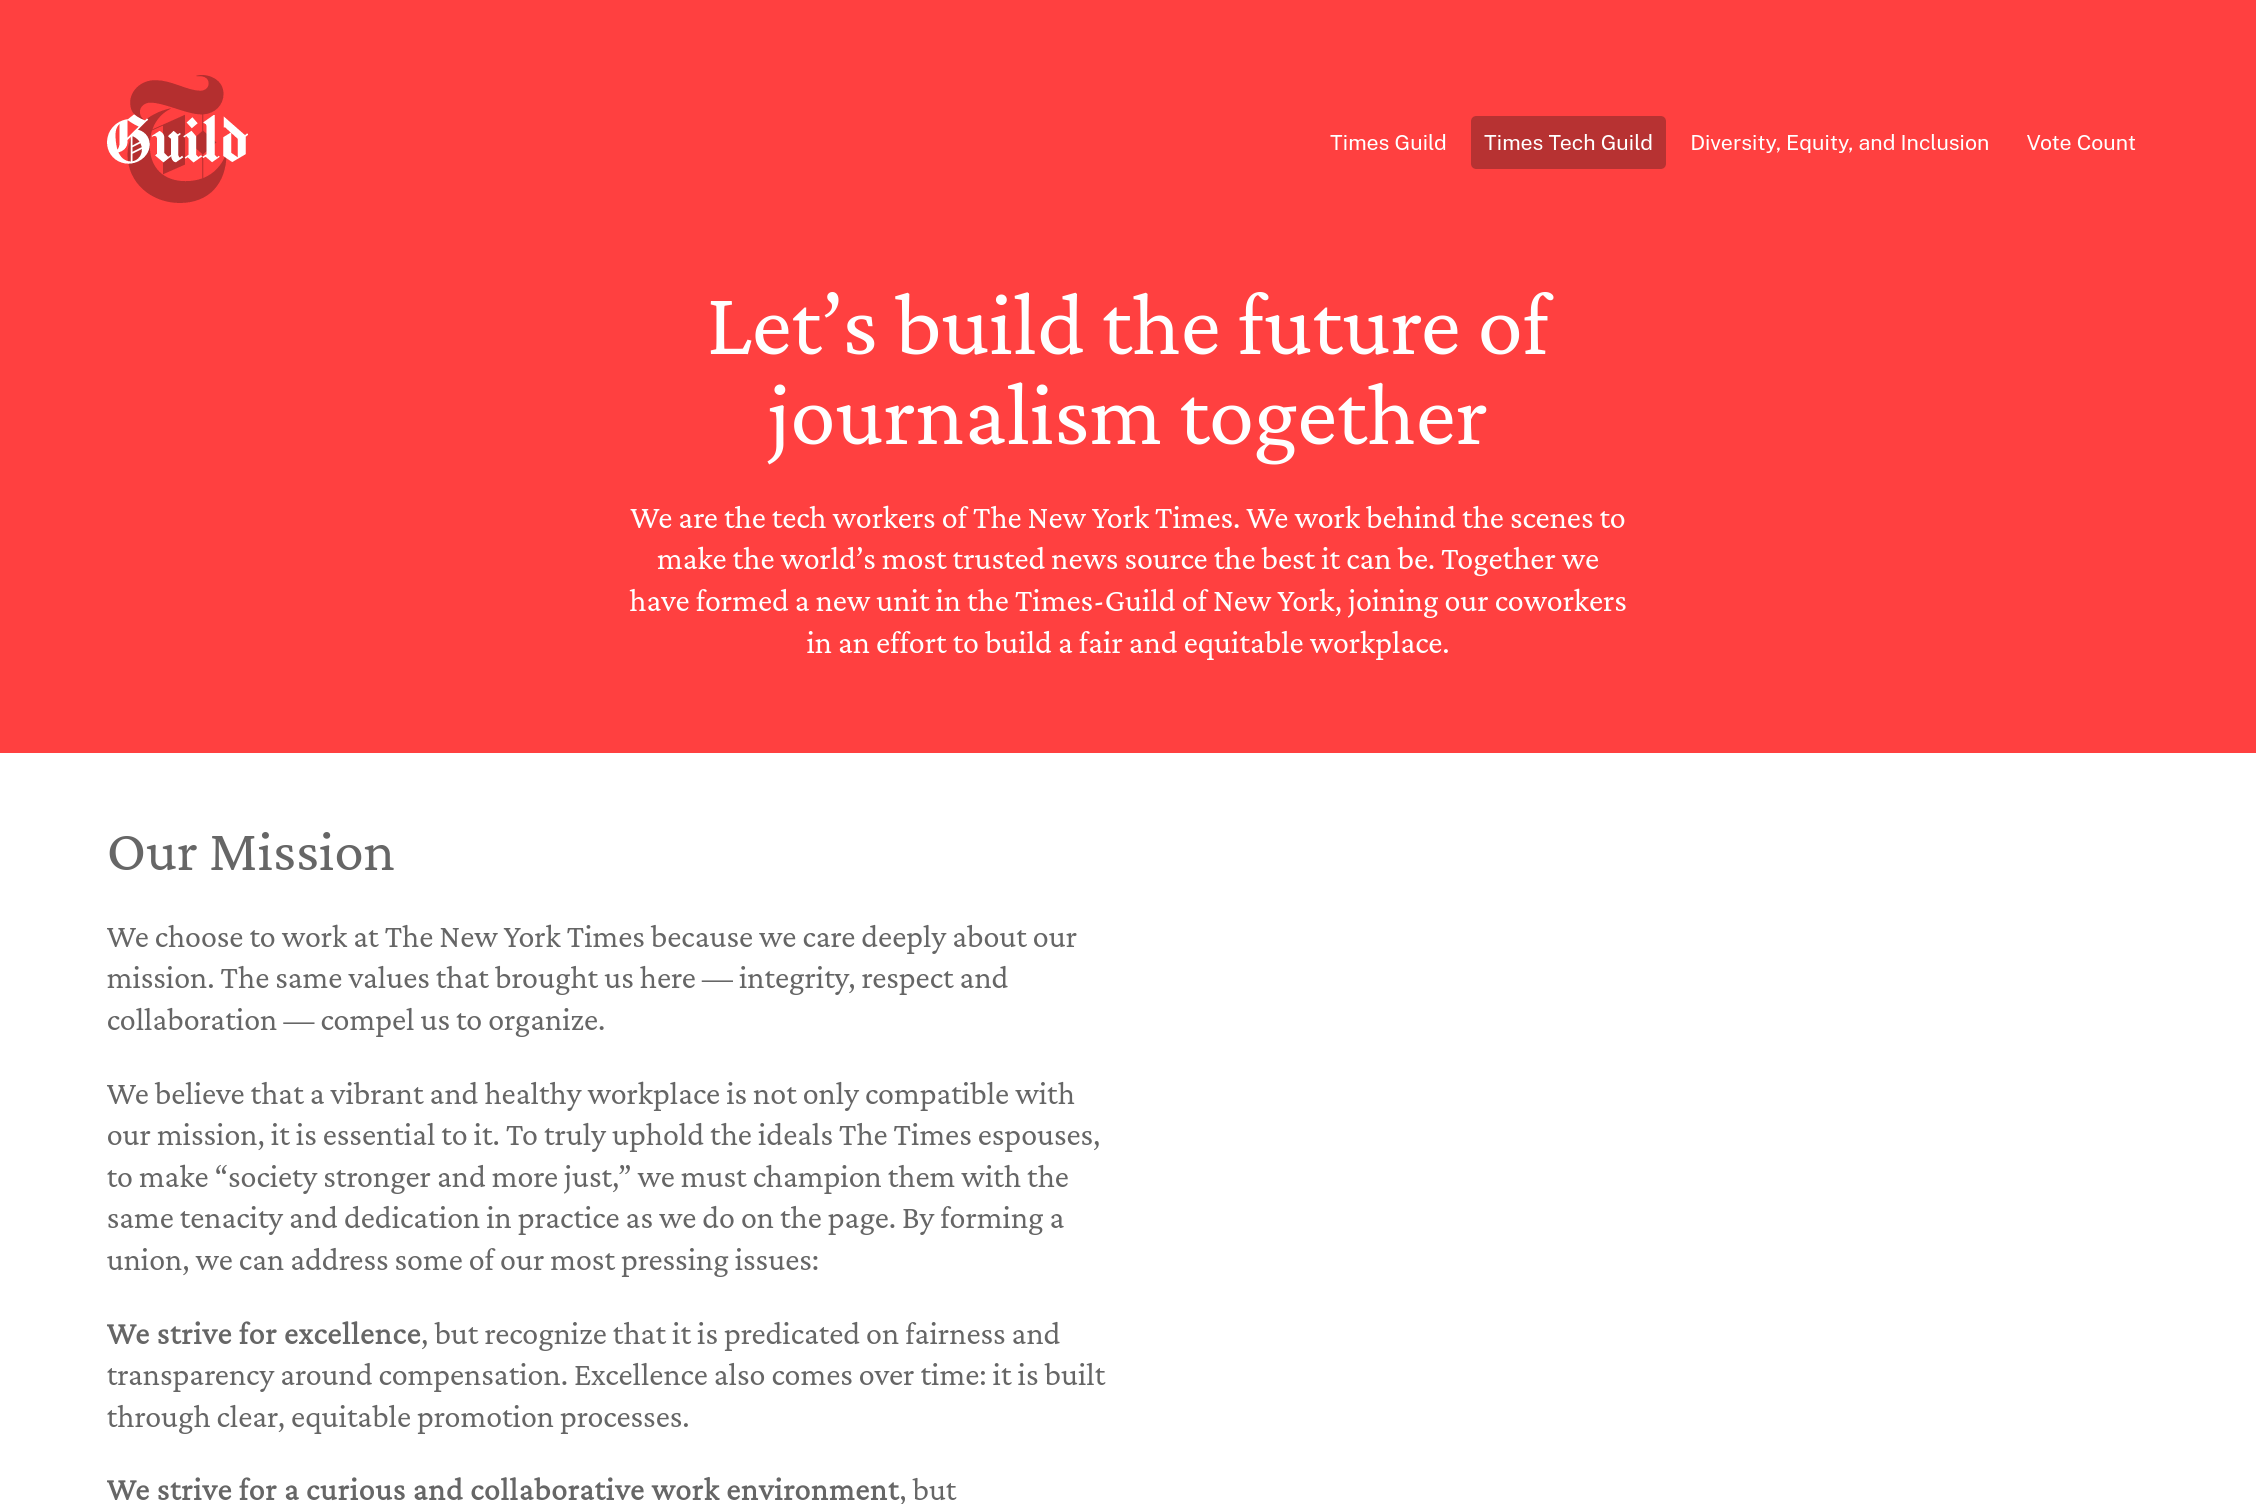 Guild
Times Guild
Times Tech Guild
Diversity, Equity, and Inclusion
Vote Count
Let’s build the future of
journalism together
We are the tech workers of The New York Times. We work behind the scenes to
make the world’s most trusted news source the best it can be. Together we
have formed a new unit in the Times-Guild of New York, joining our coworkers
in an effort to build a fair and equitable workplace.
Our Mission
We choose to work at The New York Times because we care deeply about our
mission. The same values that brought us here — integrity, respect and
collaboration — compel us to organize.
We believe that a vibrant and healthy workplace is not only compatible with
our mission, it is essential to it. To truly uphold the ideals The Times espouses,
to make “society stronger and more just,” we must champion them with the
same tenacity and dedication in practice as we do on the page. By forming a
union, we can address some of our most pressing issues:
We strive for excellence, but recognize that it is predicated on fairness and
transparency around compensation. Excellence also comes over time: it is built
through clear, equitable promotion processes.
We strive for a curious and collaborative work environment, but